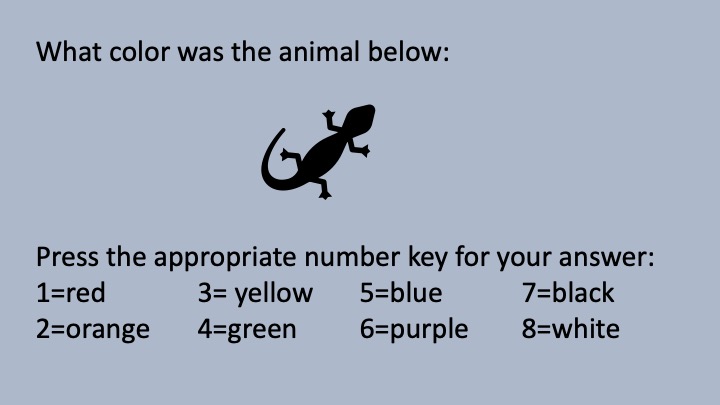 What color was the animal below:
Press the appropriate number key for your answer:
1=red 3= yellow 5=blue 7=black
2=orange 4=green 6=purple 8=white